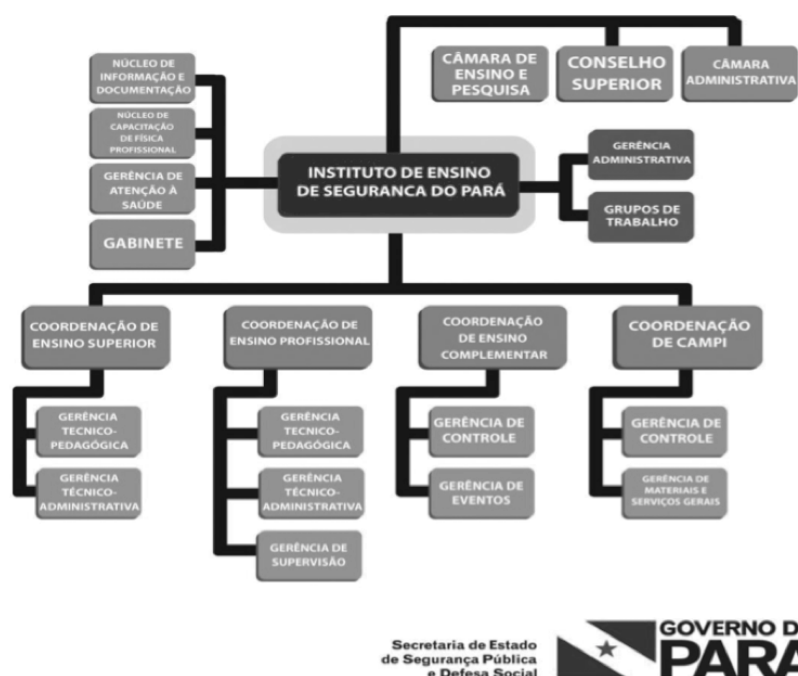 NÚCLEO DE
INFORMAÇÃO E
DOCUMENTAÇÃO
NÚCLEO DE
CAPACITAÇÃO
DE FÍSICA
PROFISSIONAL
GERÊNCIA DE
ATENÇÃO À
SAÚDE
GABINETE
CÂMARA DE
ENSINO E
PESQUISA
CONSELHO
SUPERIOR
CÂMARA
ADMINISTRATIVA
INSTITUTO DE ENSINO
DE SEGURANCA DO PARÁ
GERÊNCIA
ADMINISTRATIVA
GRUPOS DE
TRABALHO
COORDENAÇÃO DE
ENSINO SUPERIOR
GERÊNCIA
TECNICO-
PEDAGÓGICA
GERÊNCIA
TÉCNICO-
ADMINISTRATIVA
COORDENAÇÃO DE
ENSINO PROFISSIONAL
GERÊNCIA
TECNICO-
PEDAGÓGICA
GERÊNCIA
TÉCNICO-
ADMINISTRATIVA
GERÊNCIA DE
SUPERVISÃO
COORDENAÇÃO
DE ENSINO
COMPLEMENTAR
GERÊNCIA DE
CONTROLE
GERÊNCIA DE
EVENTOS
COORDENAÇÃO
DE CAMPI
GERÊNCIA DE
CONTROLE
GERÊNCIA DE
MATERIAIS E
SERVIÇOS GERAIS
Secretaria de Estado
de Segurança Pública
e Defesa Social
GOVERNO D
PARA